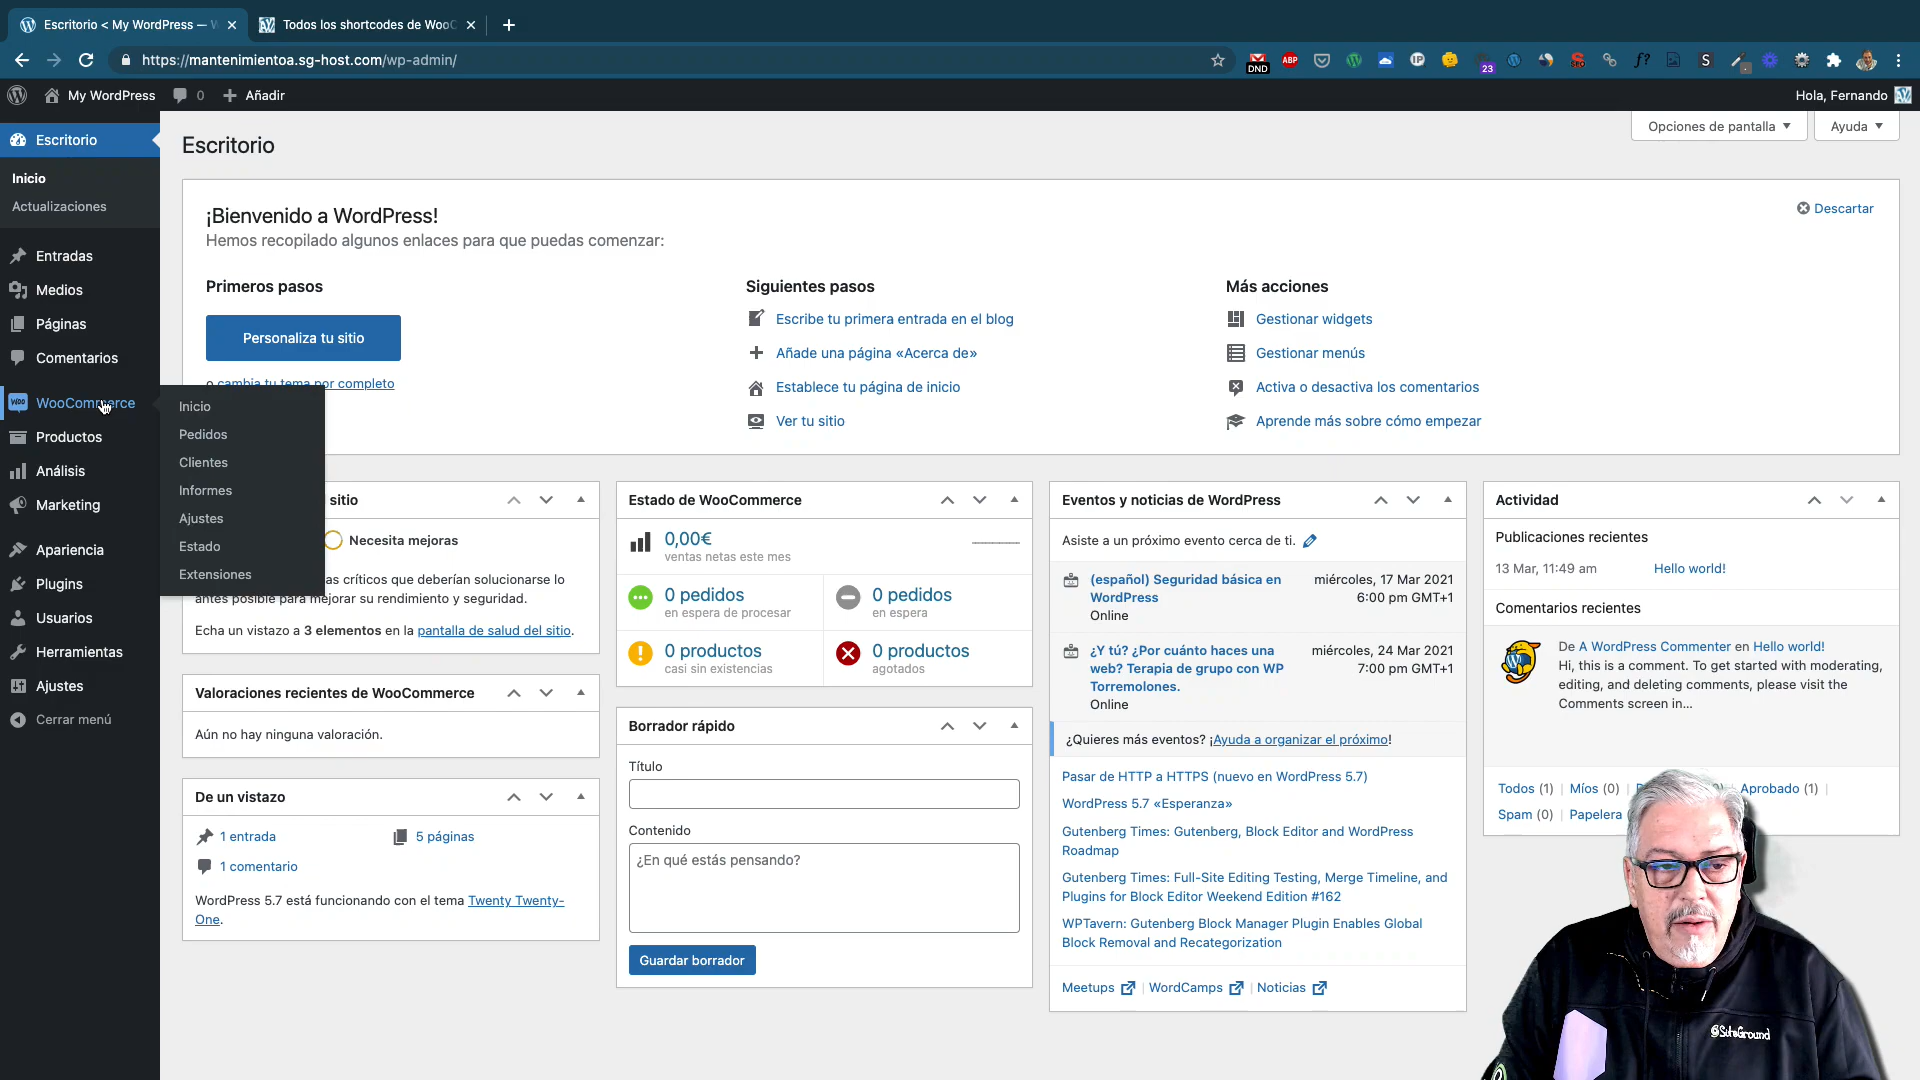 Escritorio < My WordPress —
Todos los shortcodes de Woo
https://mantenimientoa.sg-host.com/wp-admin/
DND
ABP
23
My WordPress
0
Añadir
Hola, Fernando
Escritorio
Inicio
Actualizaciones
Entradas
Medios
Páginas
Comentarios
WooCommerce
Productos
Análisis
Marketing
Apariencia
Plugins
Usuarios
Herramientas
Ajustes
Cerrar menú
Inicio
Pedidos
Clientes
Informes
Ajustes
Estado
Extensiones
Escritorio
Opciones de pantalla
Ayuda
¡Bienvenido a WordPress!
Descartar
Hemos recopilado algunos enlaces para que puedas comenzar:
Primeros pasos
Personaliza tu sitio
o cambia tu tema por completo
Siguientes pasos
Escribe tu primera entrada en el blog
Añade una página «Acerca de»
Establece tu página de inicio
Ver tu sitio
Más acciones
Gestionar widgets
Gestionar menús
Activa o desactiva los comentarios
Aprende más sobre cómo empezar
sitio
Necesita mejoras
as críticos que deberían solucionarse lo
antes posible para mejorar su rendimiento y seguridad.
Echa un vistazo a 3 elementos en la pantalla de salud del sitio.
Valoraciones recientes de WooCommerce
Aún no hay ninguna valoración.
De un vistazo
1 entrada
5 páginas
1 comentario
WordPress 5.7 está funcionando con el tema Twenty Twenty-
One.
Estado de WooCommerce
0,00€
ventas netas este mes
0 pedidos
en espera de procesar
0 pedidos
en espera
0 productos
casi sin existencias
0 productos
agotados
Borrador rápido
Título
Contenido
¿En qué estás pensando?
Guardar borrador
Eventos y noticias de WordPress
Asiste a un próximo evento cerca de ti.
(español) Seguridad básica en
WordPress
Online
miércoles, 17 Mar 2021
6:00 pm GMT+1
¿Y tú? ¿Por cuánto haces una
web? Terapia de grupo con WP
Torremolones.
Online
miércoles, 24 Mar 2021
7:00 pm GMT+1
¿Quieres más eventos? ¡Ayuda a organizar el próximo!
Pasar de HTTP a HTTPS (nuevo en WordPress 5.7)
WordPress 5.7 «Esperanza»
Gutenberg Times: Gutenberg, Block Editor and WordPress
Roadmap
Gutenberg Times: Full-Site Editing Testing, Merge Timeline, and
Plugins for Block Editor Weekend Edition #162
WPTavern: Gutenberg Block Manager Plugin Enables Global
Block Removal and Recategorization
Meetups | WordCamps | Noticias
Actividad
Publicaciones recientes
13 Mar, 11:49 am
Hello world!
Comentarios recientes
De A WordPress Commenter en Hello world!
Hi, this is a comment. To get started with moderating,
editing, and deleting comments, please visit the
Comments screen in...
Todos (1) | Míos (0) | Aprobado (1) |
Spam (0) | Papelera
SiteGround